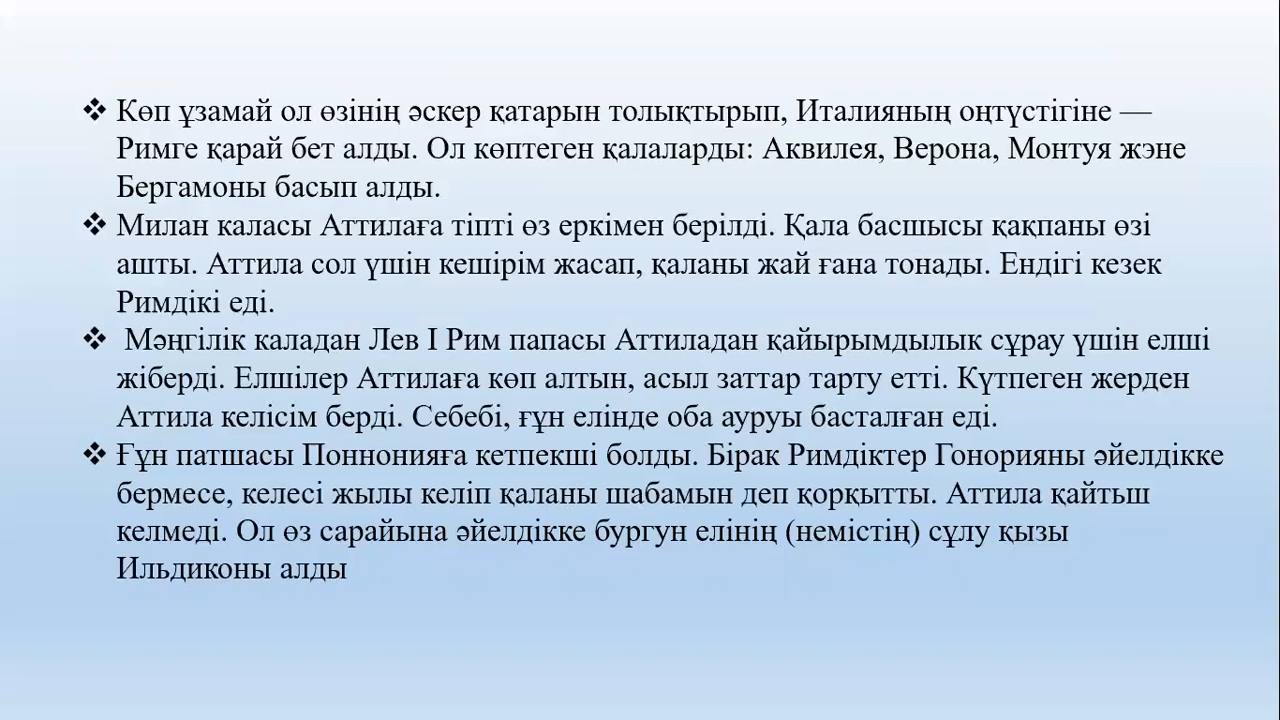 ❖ Көп ұзамай ол өзінің әскер қатарын толықтырып, Италияның оңтүстігіне —
Римге қарай бет алды. Ол көптеген қалаларды: Аквилея, Верона, Монтуя жэне
Бергамоны басып алды.
❖ Милан каласы Аттилаға тіпті өз еркімен берілді. Қала басшысы қақпаны өзі
ашты. Аттила сол үшін кешірім жасап, қаланы жай ғана тонады. Ендігі кезек
Римдікі еді.
❖ Мәңгілік каладан Лев I Рим папасы Аттиладан қайырымдылык сұрау үшін елші
жіберді. Елшілер Аттилаға көп алтын, асыл заттар тарту етті. Күтпеген жерден
Аттила келісім берді. Себебі, ғұн елінде оба ауруы басталған еді.
❖ Ғұн патшасы Поннонияға кетпекші болды. Бірак Римдіктер Гонорияны әйелдікке
бермесе, келесі жылы келіп қаланы шабамын деп қорқытты. Аттила қайтьш
келмеді. Ол өз сарайына әйелдікке бургун елінің (немістің) сұлу қызы
Ильдиконы алды